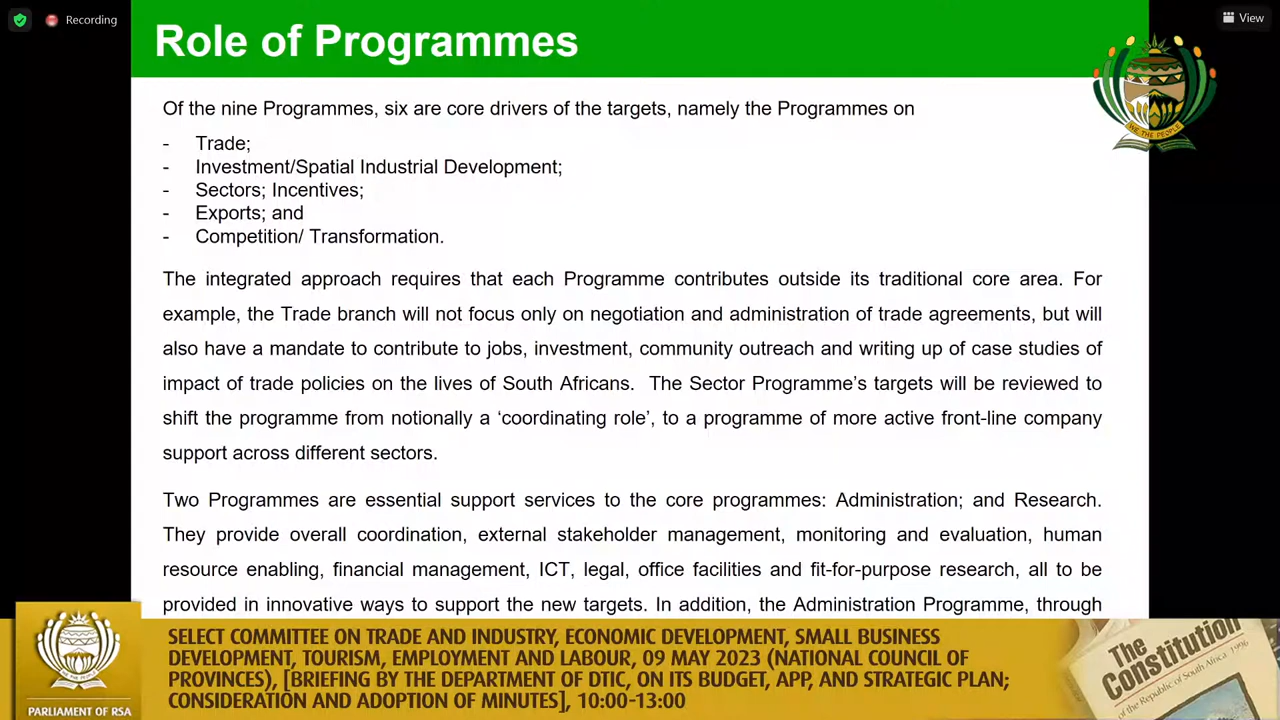 Recording
View
Role of Programmes
WE THE PEOPLE
Of the nine Programmes, six are core drivers of the targets, namely the Programmes on
- Trade;
- Investment/Spatial Industrial Development;
- Sectors; Incentives;
- Exports; and
- Competition/ Transformation.
The integrated approach requires that each Programme contributes outside its traditional core area. For
example, the Trade branch will not focus only on negotiation and administration of trade agreements, but will
also have a mandate to contribute to jobs, investment, community outreach and writing up of case studies of
impact of trade policies on the lives of South Africans. The Sector Programme’s targets will be reviewed to
shift the programme from notionally a ‘coordinating role’, to a programme of more active front-line company
support across different sectors.
Two Programmes are essential support services to the core programmes: Administration; and Research.
They provide overall coordination, external stakeholder management, monitoring and evaluation, human
resource enabling, financial management, ICT, legal, office facilities and fit-for-purpose research, all to be
provided in innovative ways to support the new targets. In addition, the Administration Programme, through
PARLIAMENT OF RSA
SELECT COMMITTEE ON TRADE AND INDUSTRY, ECONOMIC DEVELOPMENT, SMALL BUSINESS
DEVELOPMENT, TOURISM, EMPLOYMENT AND LABOUR, 09 MAY 2023 (NATIONAL COUNCIL OF
PROVINCES), [BRIEFING BY THE DEPARTMENT OF DTIC, ON ITS BUDGET, APP, AND STRATEGIC PLAN;
CONSIDERATION AND ADOPTION OF MINUTES], 10:00-13:00
The
Constitution
of the Republic of South Africa, 1996